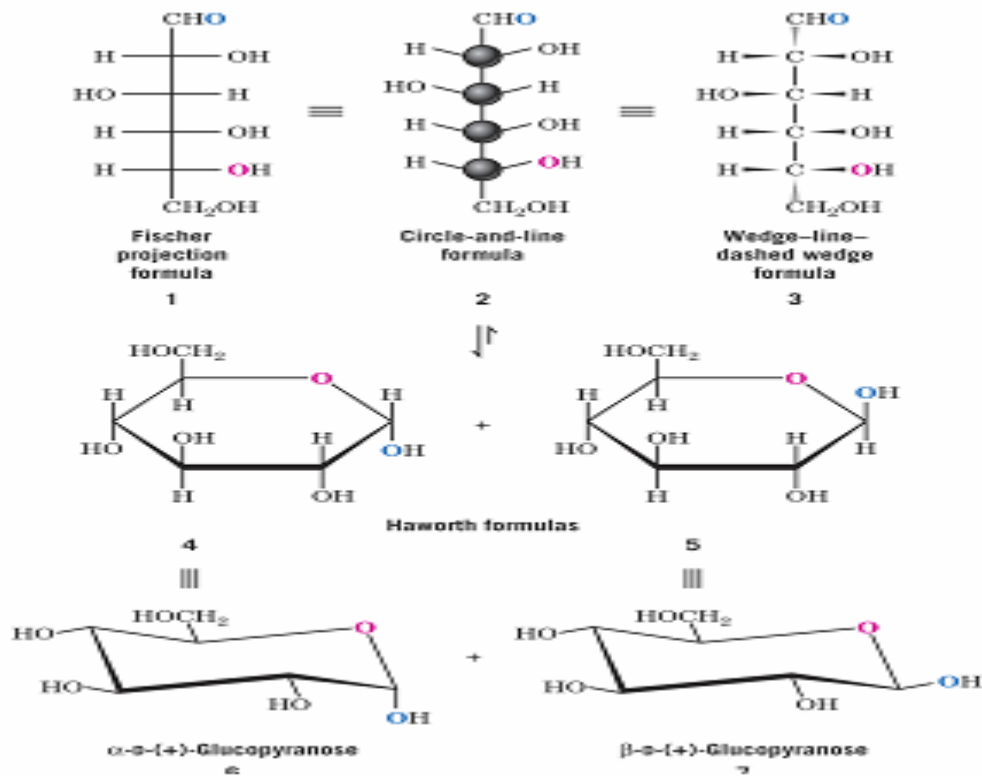 CHO CHO CHO
H OH H OH H C OH
HO H HO H HO C H
H OH H OH H C OH
H OH H OH H C OH
CH2OH CH2OH CH2OH
Fischer
projection
formula
1
Circle-and-line
formula
2
Wedge–line–
dashed wedge
formula
3
HOCH2 O
H H H
HO OH H OH
H OH
+
HOCH2 O
H H OH
HO OH H H
H OH
Haworth formulas
4 5
HOCH2 O
HO
HO HO
OH
+
HOCH2 O
HO OH
HO OH
α-D-(+)-Glucopyranose
β-D-(+)-Glucopyranose